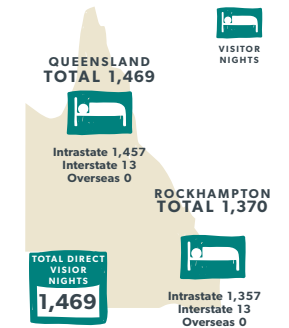 VISITOR
NIGHTS
QUEENSLAND
TOTAL 1,469
Intrastate 1,457
Interstate 13
Overseas 0
ROCKHAMPTON
TOTAL 1,370
Intrastate 1,357
Interstate 13
Overseas 0
TOTAL DIRECT
VISIOR
NIGHTS
1,469